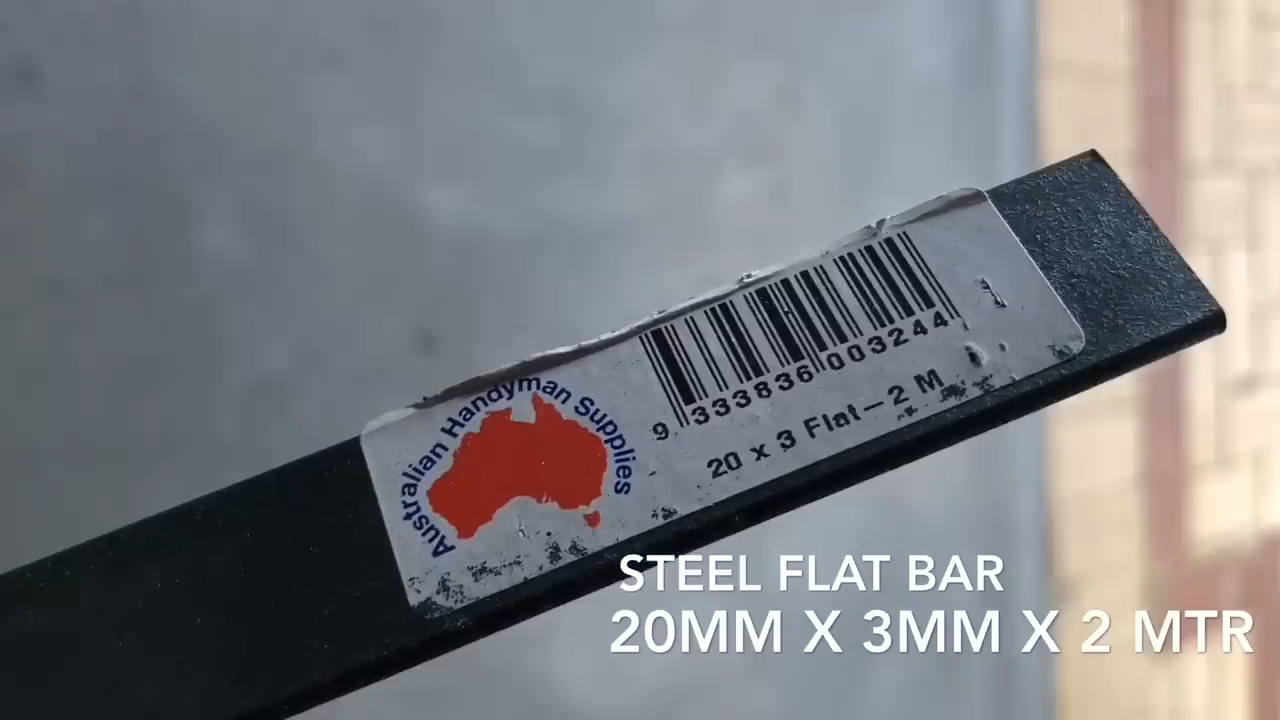 Australian Handyman Supplies
9 333836 003244
20 x 3 Flat-2 M
STEEL FLAT BAR
20MM X 3MM X 2 MTR